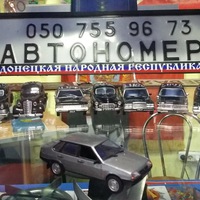 050 755 96 73
АВТОНОМЕР
ДОНЕЦКАЯ НАРОДНАЯ РЕСПУБЛИКА